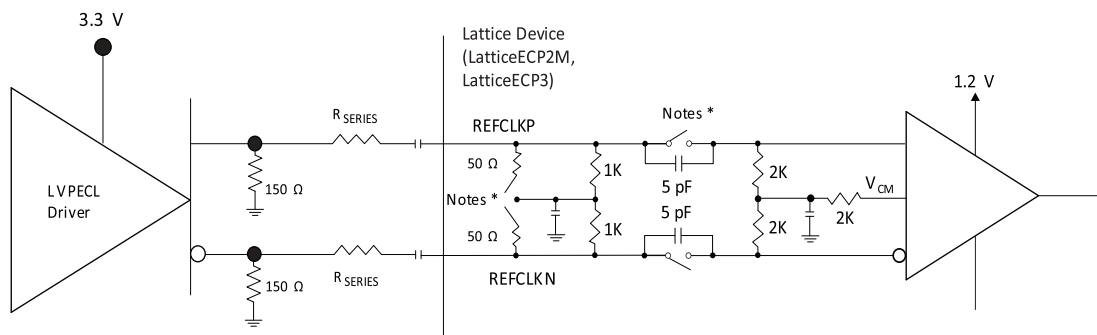 3.3 V
Lattice Device
(LatticeECP2M,
LatticeECP3)
1.2 V
R SERIES
Notes *
REFCLKP
50 Ω
1K
2K
LVPECL
Driver
150 Ω
5 pF
Notes *
VCM
5 pF
2K
50 Ω
1K
2K
R SERIES
REFCLKN
150 Ω